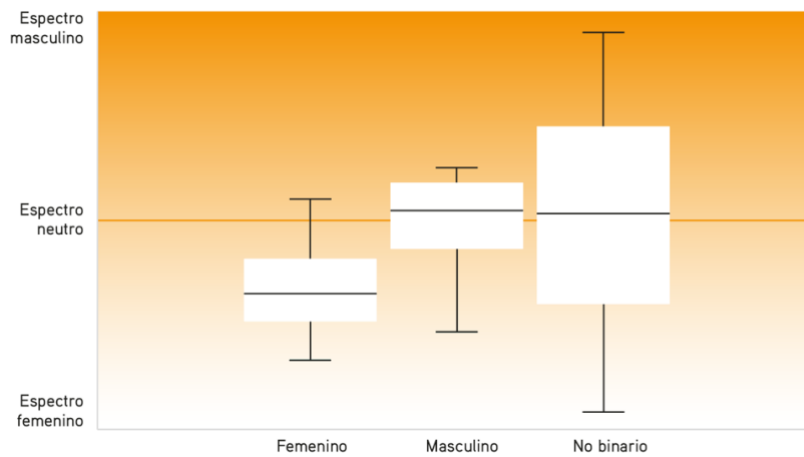 Espectro
masculino
Espectro
neutro
Espectro
femenino
Femenino
Masculino
No binario